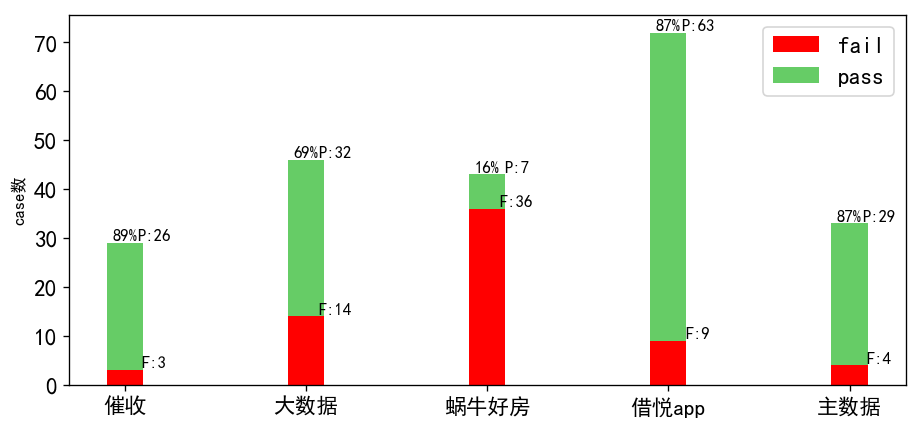 70
60
50
40
30
20
10
0
case数
fail
pass
89%P:26
F:3
69%P:32
F:14
16% P:7
F:36
87%P:63
F:9
87%P:29
F:4
催收
大数据
蜗牛好房
借悦app
主数据